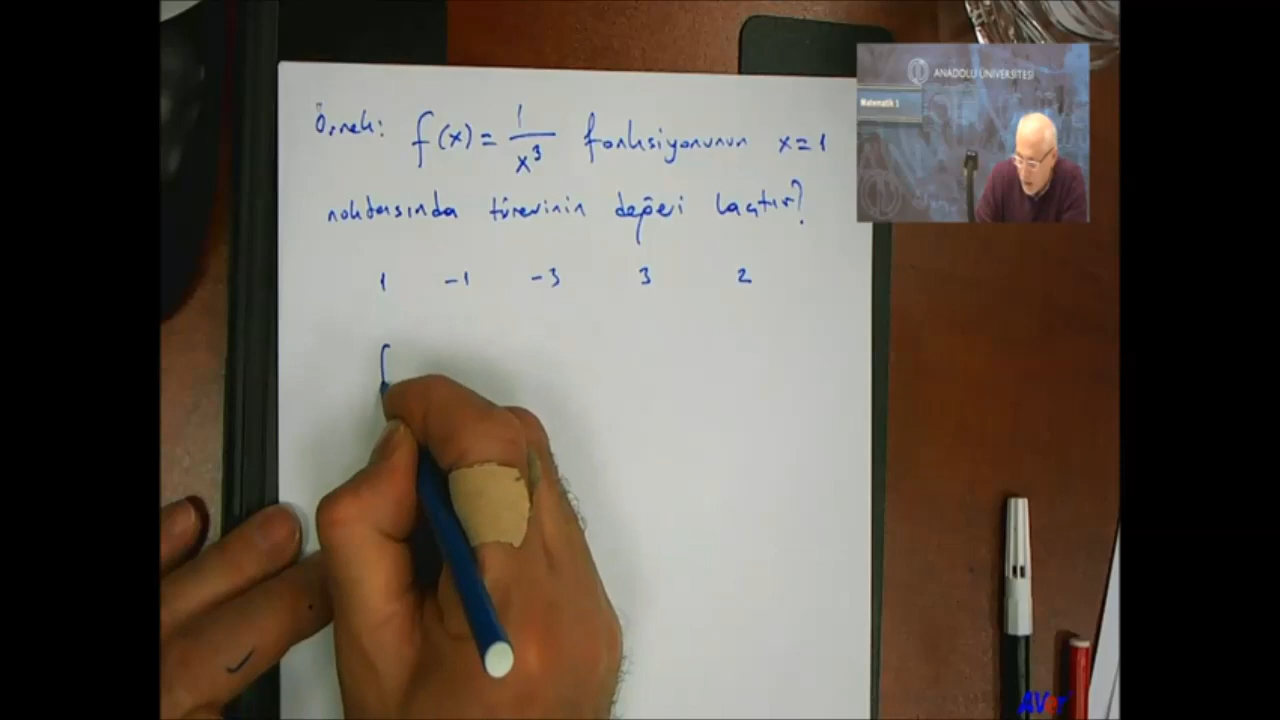 Örnek: f(x) = 1/x³ fonksiyonunun x=1
noktasında türevinin değeri kaçtır?
1 -1 -3 3 2
ANADOLU ÜNİVERSİTESİ
Matematik 1
AVer